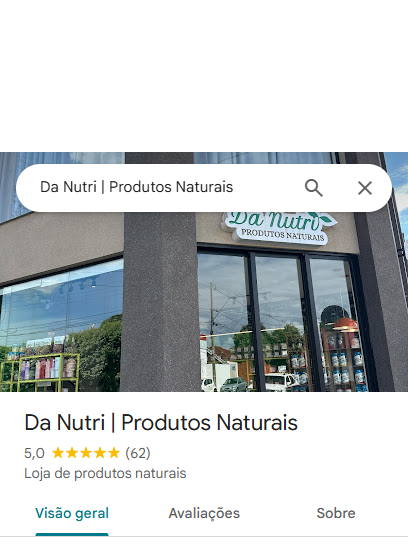 Da Nutri | Produtos Naturais
Da Nutri
PRODUTOS NATURAIS
Da Nutri | Produtos Naturais
5,0 ★★★★★ (62)
Loja de produtos naturais
Visão geral Avaliações Sobre